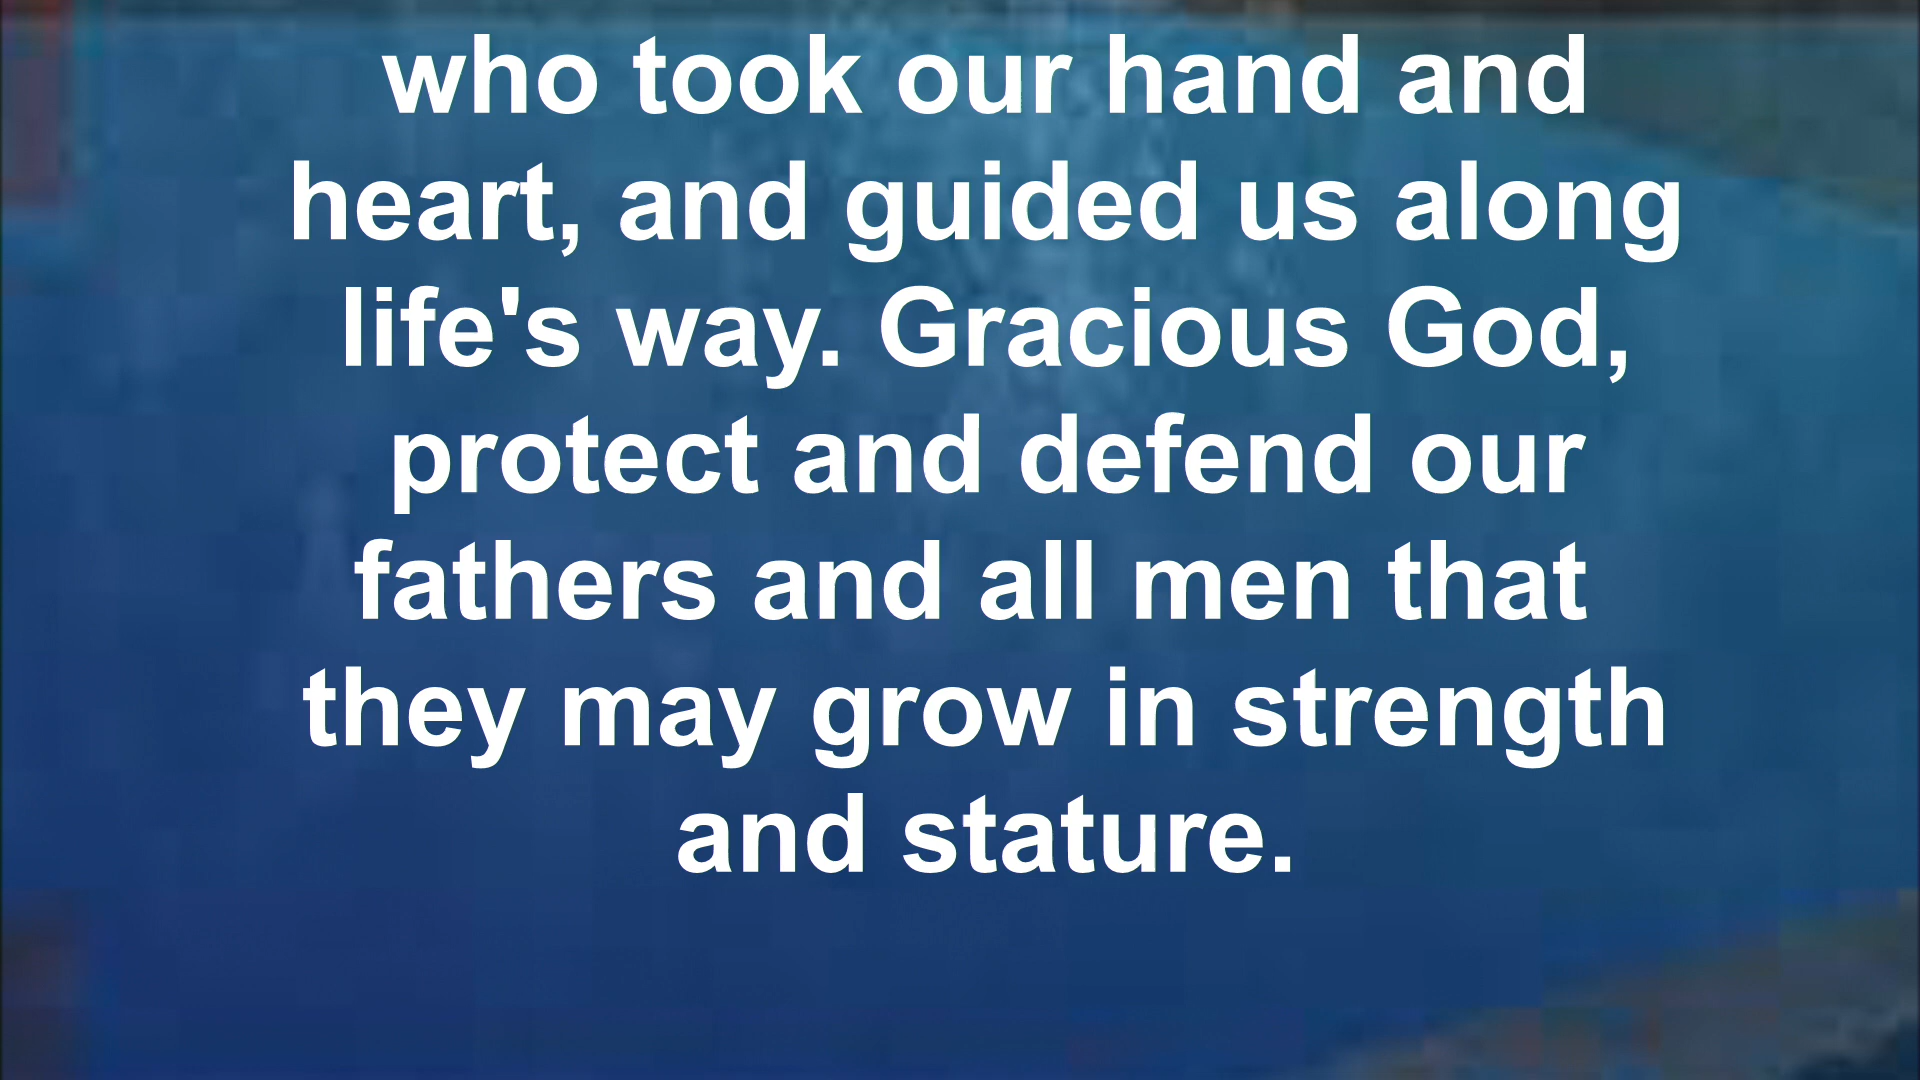 who took our hand and
heart, and guided us along
life's way. Gracious God,
protect and defend our
fathers and all men that
they may grow in strength
and stature.